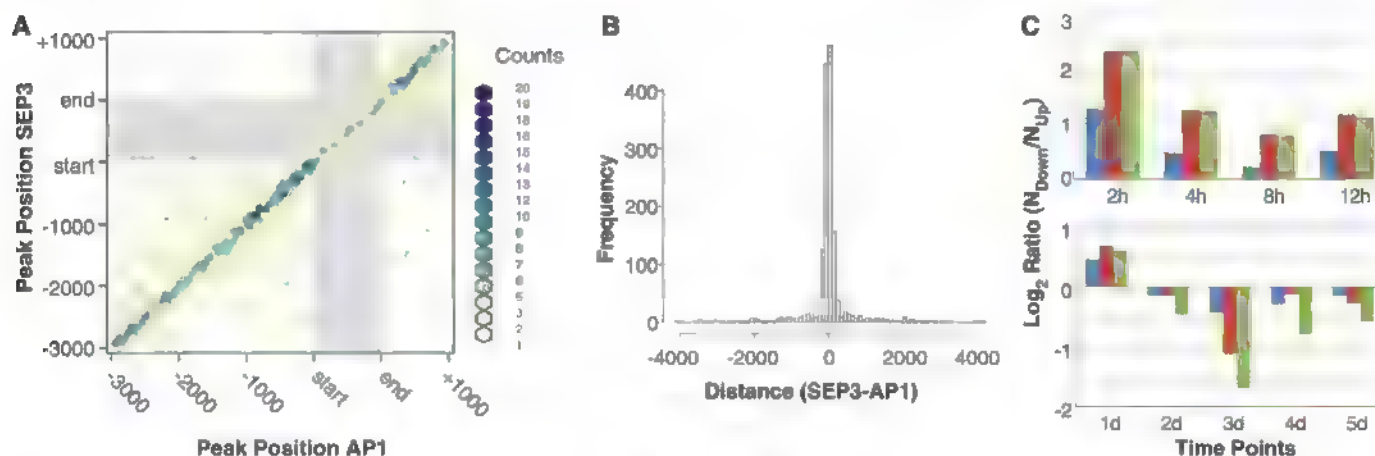 A
Peak Position SEP3
+1000
end
start
-1000
-2000
-3000
-3000
-2000
-1000
start
end
+1000
Peak Position AP1
Counts
20
19
18
16
15
14
13
12
10
9
8
7
6
5
3
2
1
B
Frequency
400
300
200
100
0
-4000
-2000
0
2000
4000
Distance (SEP3-AP1)
C
Log2 Ratio (NDown/NUp)
3
2
1
0
2h
4h
8h
12h
1
0
-1
-2
1d
2d
3d
4d
5d
Time Points